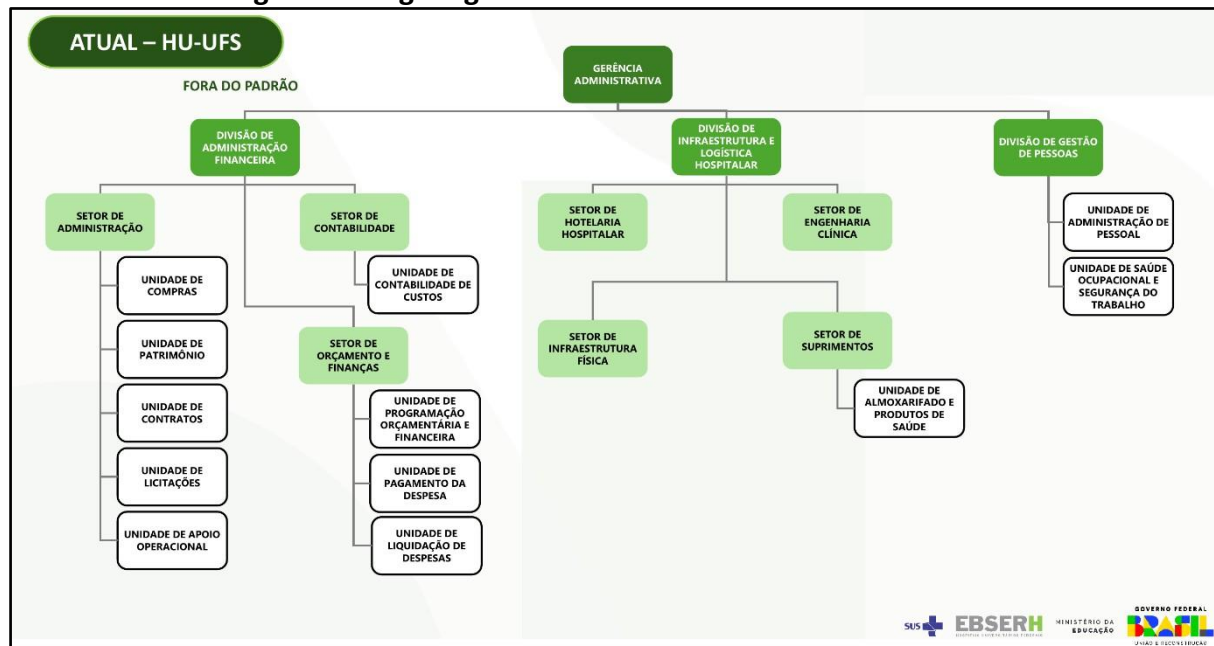 ATUAL – HU-UFS
FORA DO PADRÃO
GERÊNCIA
ADMINISTRATIVA
DIVISÃO DE
ADMINISTRAÇÃO
FINANCEIRA
DIVISÃO DE
INFRAESTRUTURA E
LOGÍSTICA
HOSPITALAR
DIVISÃO DE GESTÃO
DE PESSOAS
SETOR DE
ADMINISTRAÇÃO
SETOR DE
CONTABILIDADE
SETOR DE
HOTELARIA
HOSPITALAR
SETOR DE
ENGENHARIA
CLÍNICA
UNIDADE DE
ADMINISTRAÇÃO DE
PESSOAL
UNIDADE DE
COMPRAS
UNIDADE DE
CONTABILIDADE DE
CUSTOS
UNIDADE DE SAÚDE
OCUPACIONAL E
SEGURANÇA DO
TRABALHO
UNIDADE DE
PATRIMÔNIO
SETOR DE
ORÇAMENTO E
FINANÇAS
SETOR DE
INFRAESTRUTURA
FÍSICA
SETOR DE
SUPRIMENTOS
UNIDADE DE
CONTRATOS
UNIDADE DE
PROGRAMAÇÃO
ORÇAMENTÁRIA E
FINANCEIRA
UNIDADE DE
ALMOXARIFADO E
PRODUTOS DE
SAÚDE
UNIDADE DE
LICITAÇÕES
UNIDADE DE
PAGAMENTO DA
DESPESA
UNIDADE DE APOIO
OPERACIONAL
UNIDADE DE
LIQUIDAÇÃO DE
DESPESAS
SUS
EBSERH
MINISTÉRIO DA
EDUCAÇÃO
GOVERNO FEDERAL
BRASIL
UNIÃO E RECONSTRUÇÃO